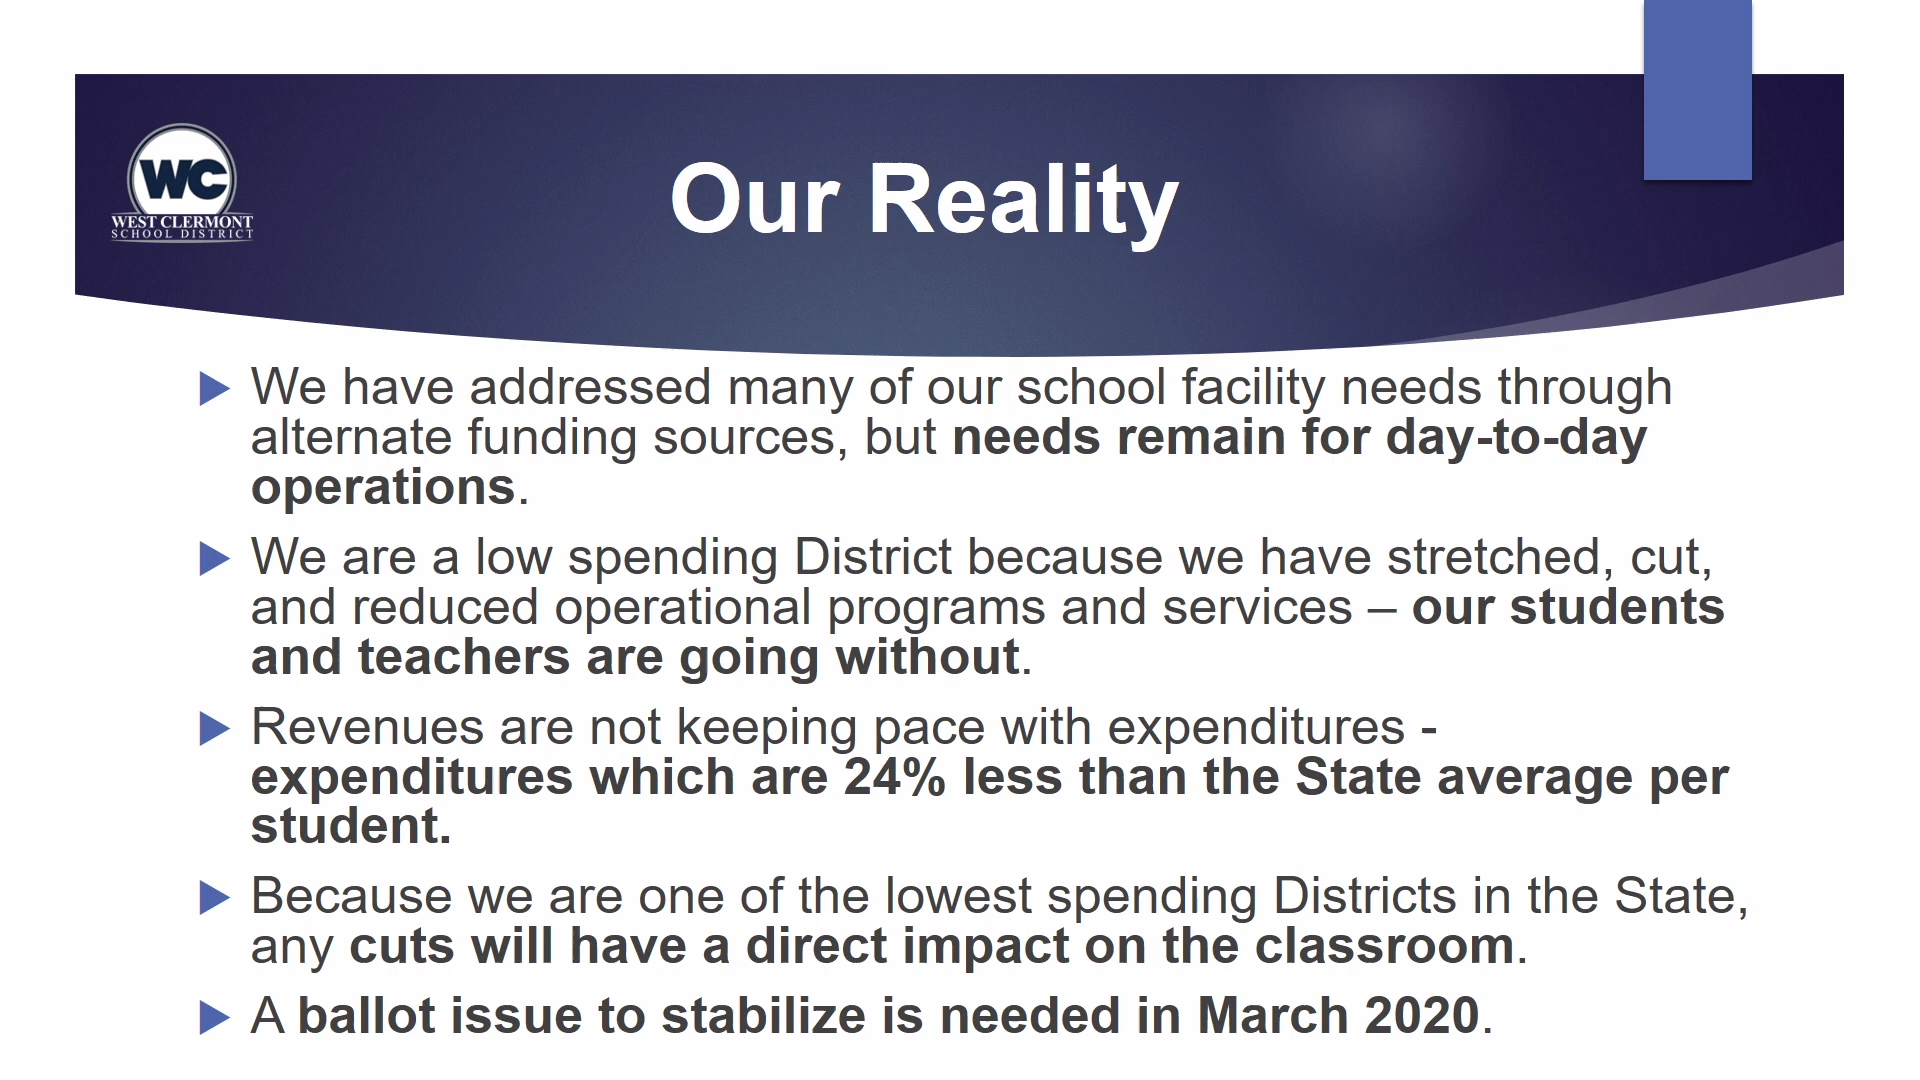 WC
WEST CLERMONT
SCHOOL DISTRICT
Our Reality
We have addressed many of our school facility needs through
alternate funding sources, but needs remain for day-to-day
operations.
We are a low spending District because we have stretched, cut,
and reduced operational programs and services – our students
and teachers are going without.
Revenues are not keeping pace with expenditures -
expenditures which are 24% less than the State average per
student.
Because we are one of the lowest spending Districts in the State,
any cuts will have a direct impact on the classroom.
A ballot issue to stabilize is needed in March 2020.